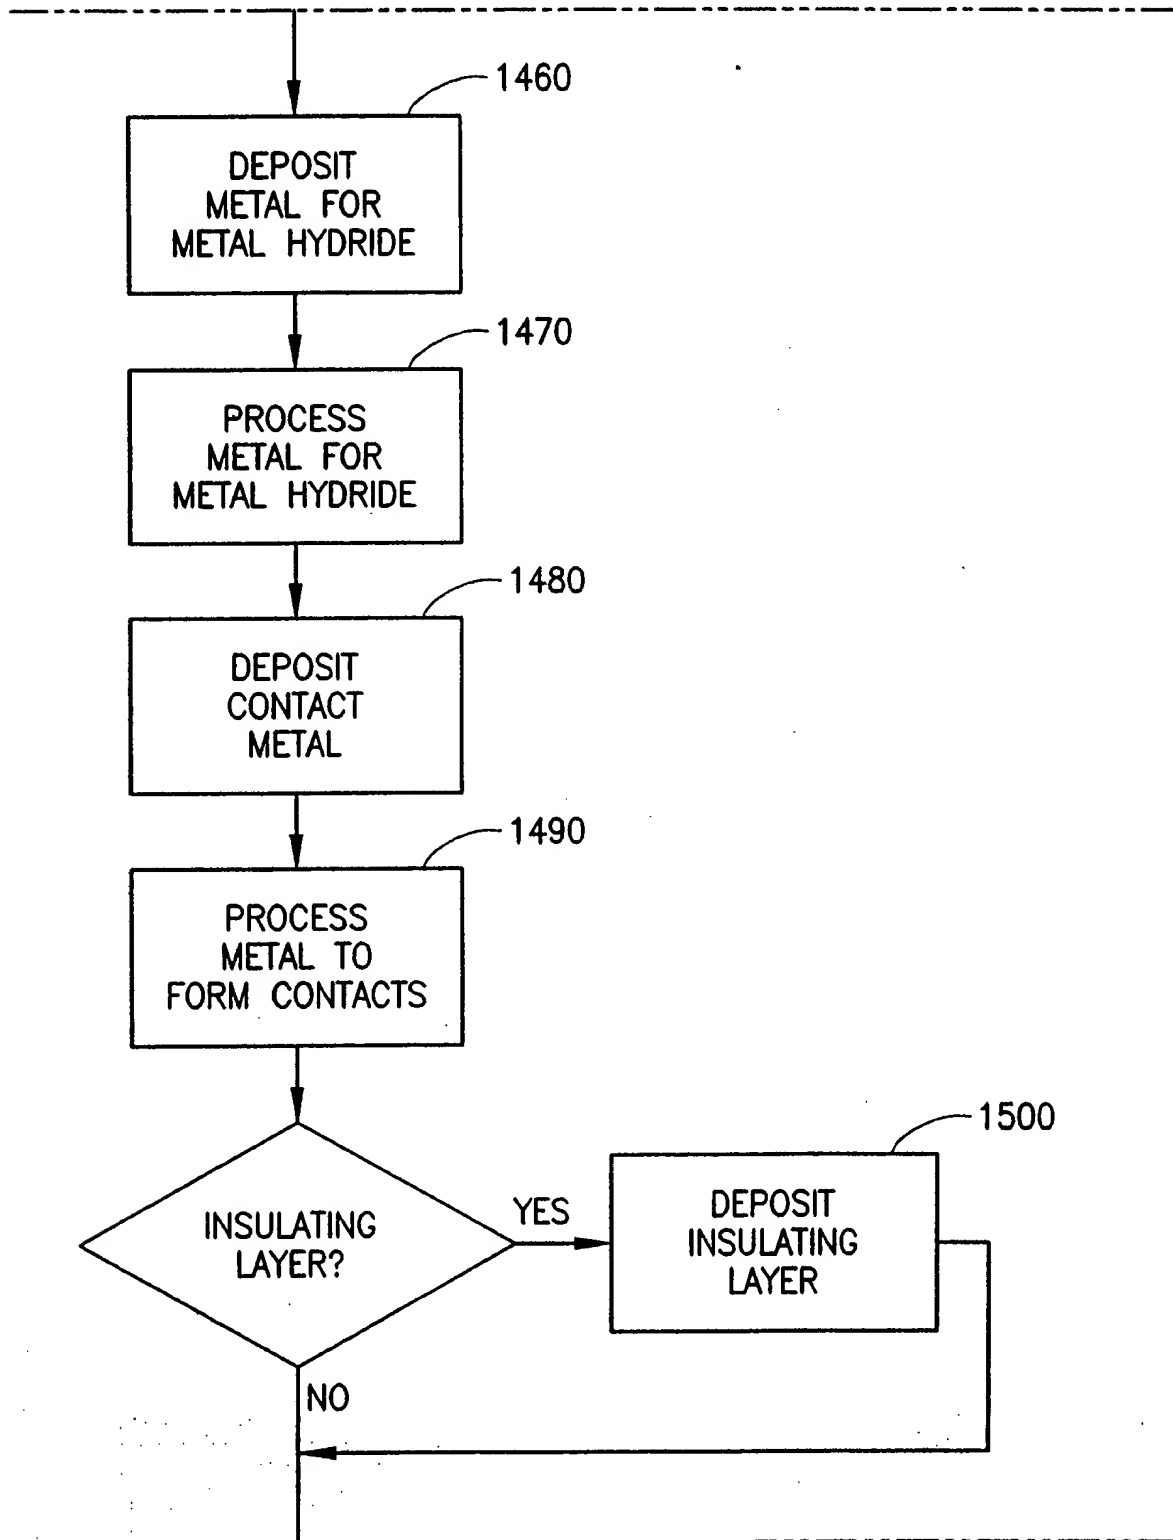 1460
DEPOSIT
METAL FOR
METAL HYDRIDE
1470
PROCESS
METAL FOR
METAL HYDRIDE
1480
DEPOSIT
CONTACT
METAL
1490
PROCESS
METAL TO
FORM CONTACTS
1500
INSULATING
LAYER?
YES
DEPOSIT
INSULATING
LAYER
NO